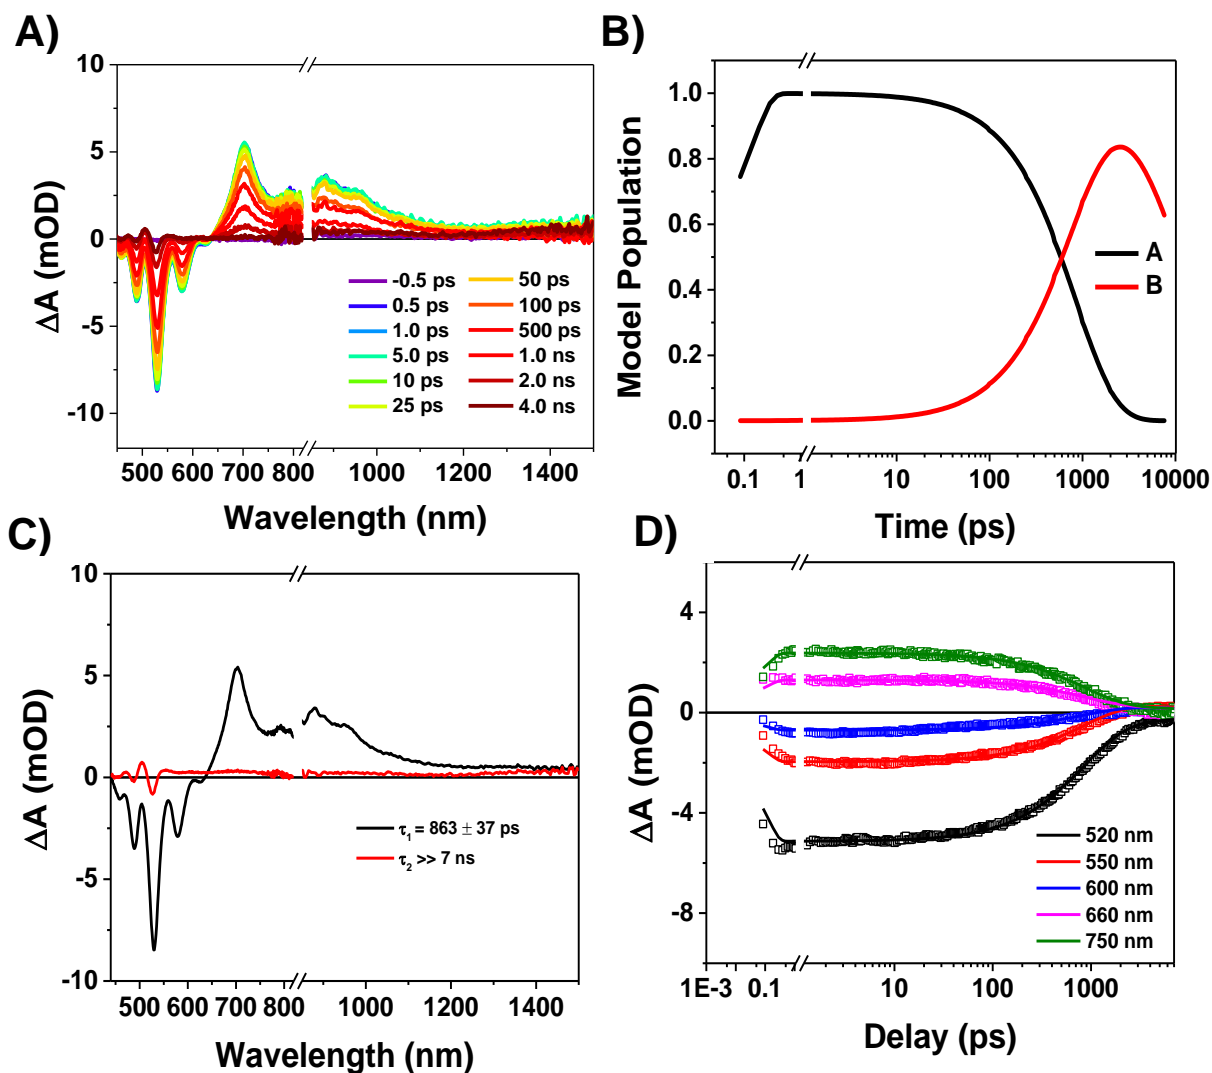 A)
10
5
0
-5
-10
ΔA (mOD)
-0.5 ps
0.5 ps
1.0 ps
5.0 ps
10 ps
25 ps
50 ps
100 ps
500 ps
1.0 ns
2.0 ns
4.0 ns
500 600 700 800 1000 1200 1400
Wavelength (nm)
B)
1.0
0.8
0.6
0.4
0.2
0.0
Model Population
A
B
0.1 1 10 100 1000 10000
Time (ps)
C)
10
5
0
-5
-10
ΔA (mOD)
τ1 = 863 ± 37 ps
τ2 >> 7 ns
500 600 700 800 1000 1200 1400
Wavelength (nm)
D)
4
0
-4
-8
ΔA (mOD)
520 nm
550 nm
600 nm
660 nm
750 nm
1E-3 0.1 10 100 1000
Delay (ps)